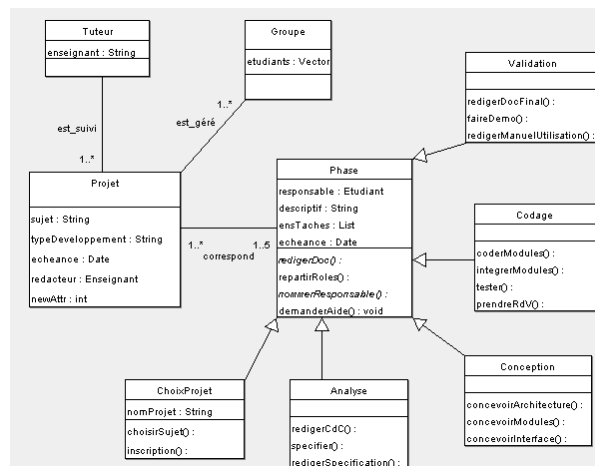 Tuteur
enseignant : String
Groupe
etudiants : Vector
Validation
redigerDocFinal() :
faireDemo() :
redigerManuelUtilisation() :
est_suivi
1..*
1..*
est_géré
Projet
sujet : String
typeDeveloppement : String
echeance : Date
redacteur : Enseignant
newAttr : int
1..*
1..5
correspond
Phase
responsable : Etudiant
descriptif : String
ensTaches : List
echeance : Date
redigerDoc() :
repartirRoles() :
nommerResponsable() :
demanderAide() : void
Codage
coderModules() :
integrerModules() :
tester() :
prendreRdV() :
ChoixProjet
nomProjet : String
choisirSujet() :
inscription() :
Analyse
redigerCdC() :
specifier() :
redigerSpecification() :
Conception
concevoirArchitecture() :
concevoirModules() :
concevoirInterface() :